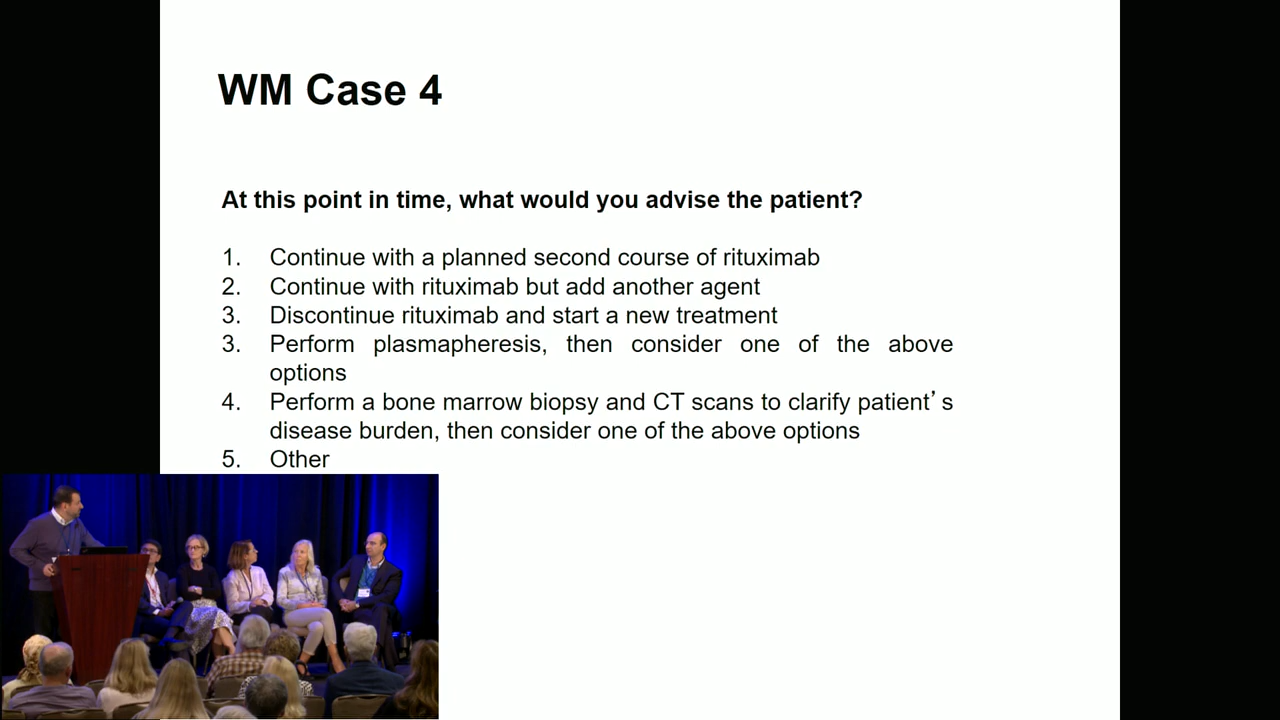 WM Case 4
At this point in time, what would you advise the patient?
1. Continue with a planned second course of rituximab
2. Continue with rituximab but add another agent
3. Discontinue rituximab and start a new treatment
3. Perform plasmapheresis, then consider one of the above
options
4. Perform a bone marrow biopsy and CT scans to clarify patient’s
disease burden, then consider one of the above options
5. Other